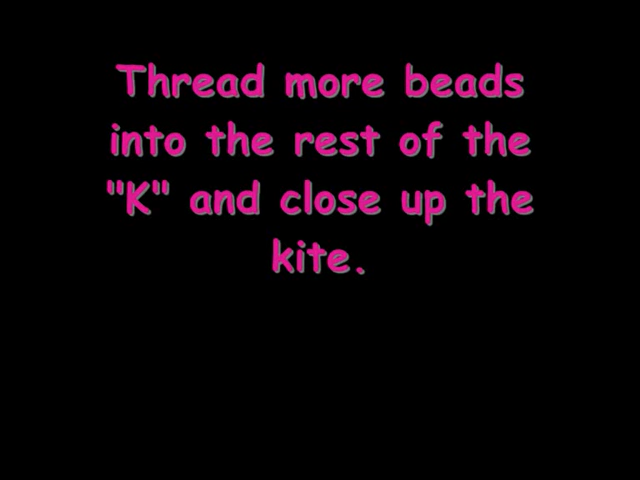 Thread more beads
into the rest of the
"K" and close up the
kite.